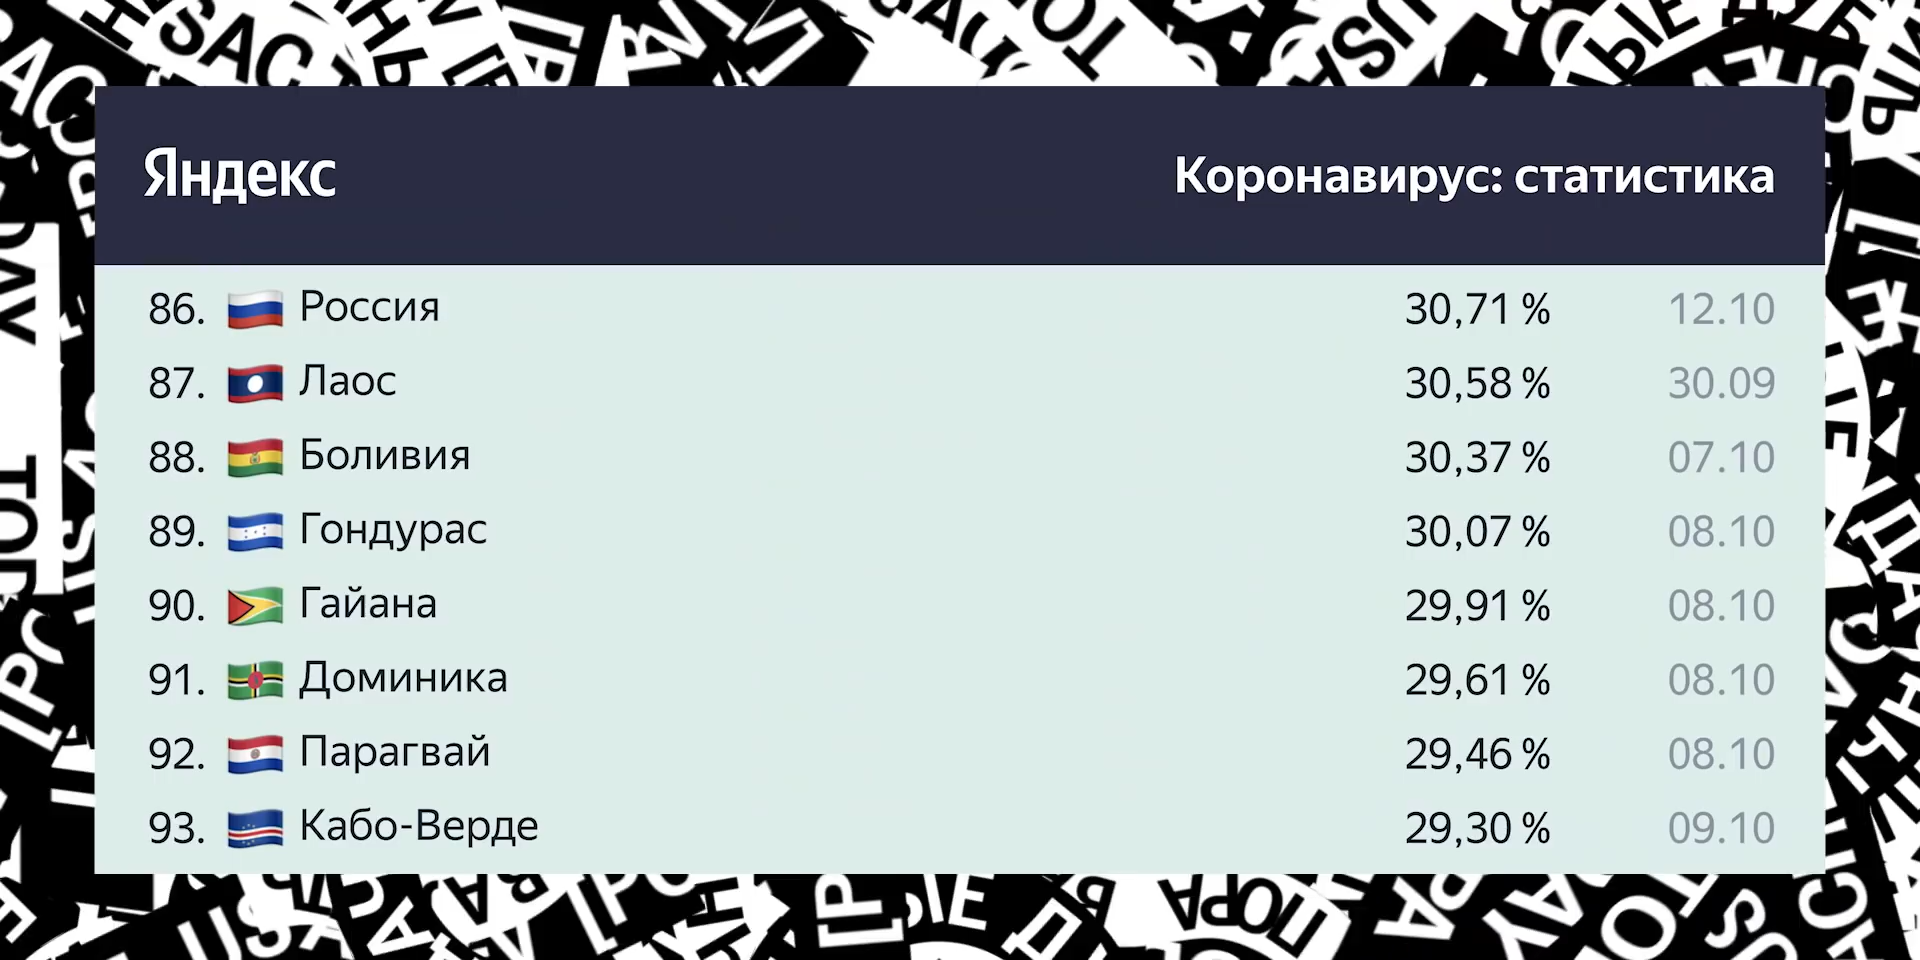 Яндекс
Коронавирус: статистика
86. Россия 30,71 % 12.10
87. Лаос 30,58 % 30.09
88. Боливия 30,37 % 07.10
89. Гондурас 30,07 % 08.10
90. Гайана 29,91 % 08.10
91. Доминика 29,61 % 08.10
92. Парагвай 29,46 % 08.10
93. Кабо-Верде 29,30 % 09.10